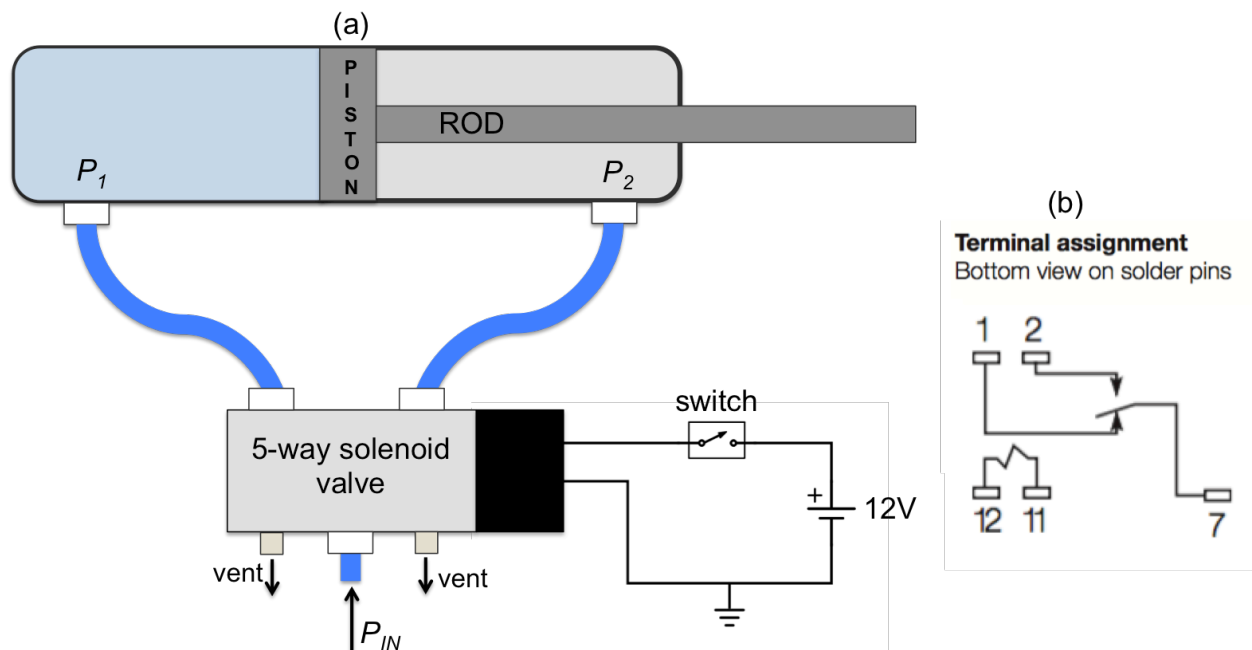 (a)
PISTON
ROD
P1
P2
(b)
Terminal assignment
Bottom view on solder pins
1 2
12 11
7
switch
5-way solenoid
valve
+
12V
vent
vent
PIN